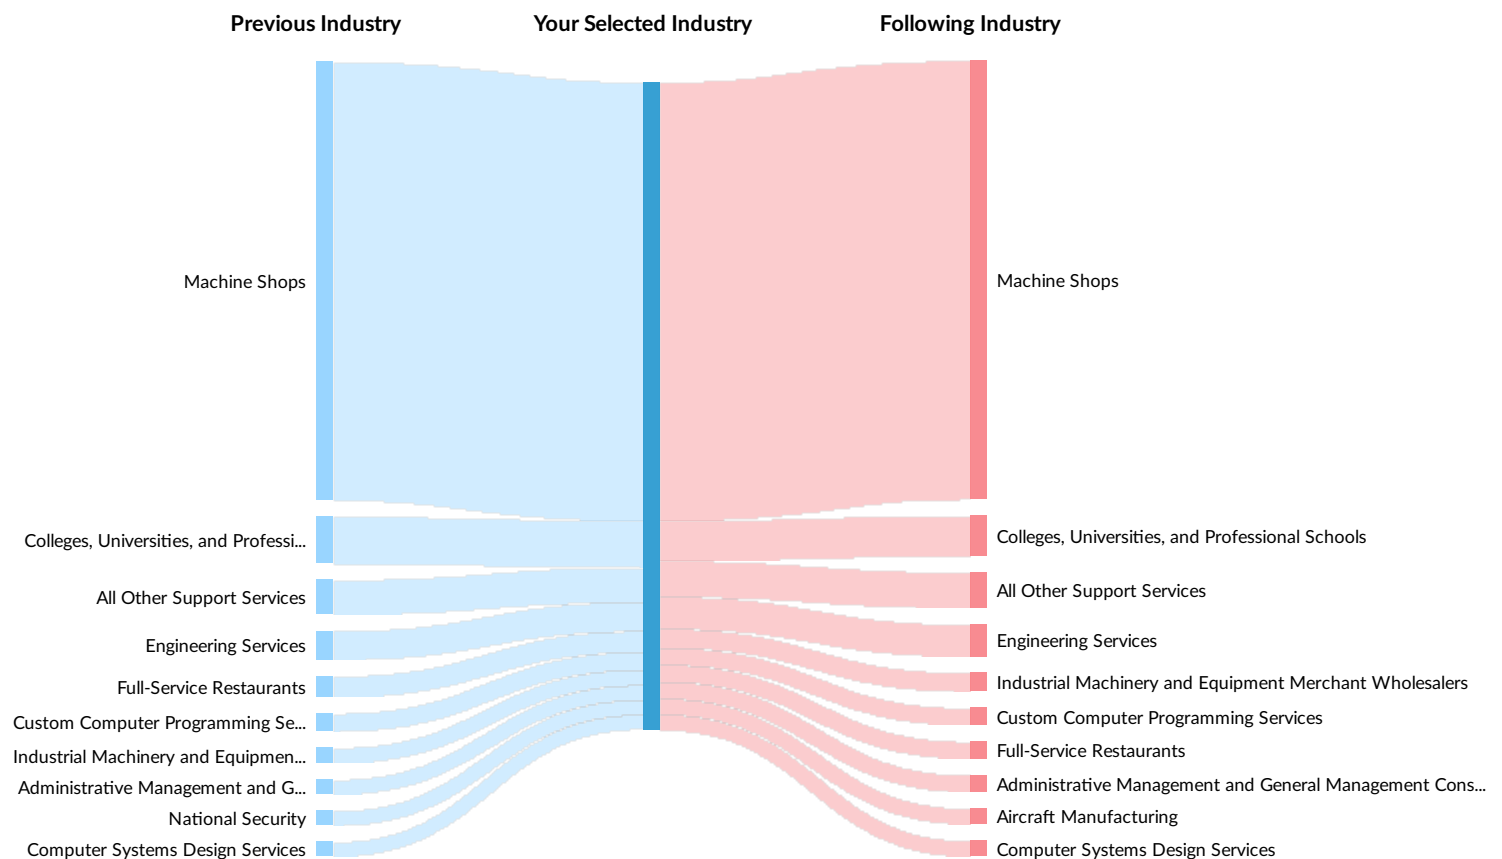 Previous Industry
Your Selected Industry
Following Industry
Machine Shops
Colleges, Universities, and Professi...
All Other Support Services
Engineering Services
Full-Service Restaurants
Custom Computer Programming Se...
Industrial Machinery and Equipmen...
Administrative Management and G...
National Security
Computer Systems Design Services
Machine Shops
Colleges, Universities, and Professional Schools
All Other Support Services
Engineering Services
Industrial Machinery and Equipment Merchant Wholesalers
Custom Computer Programming Services
Full-Service Restaurants
Administrative Management and General Management Cons...
Aircraft Manufacturing
Computer Systems Design Services